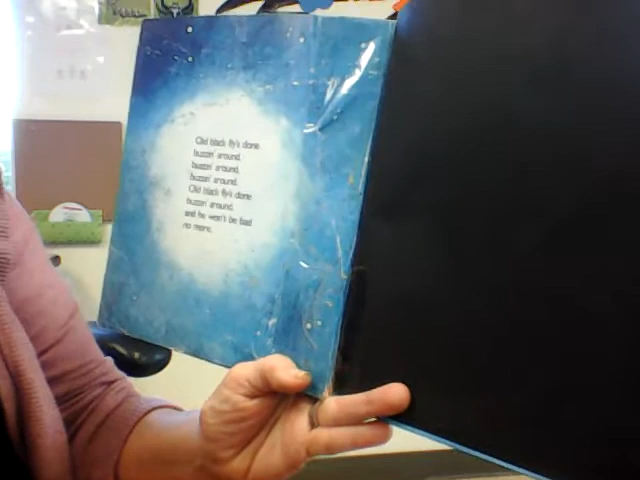 Old black fly's done
buzzin' around,
buzzin' around,
buzzin' around.
Old black fly's done
buzzin' around,
and he won't be bad
no more.